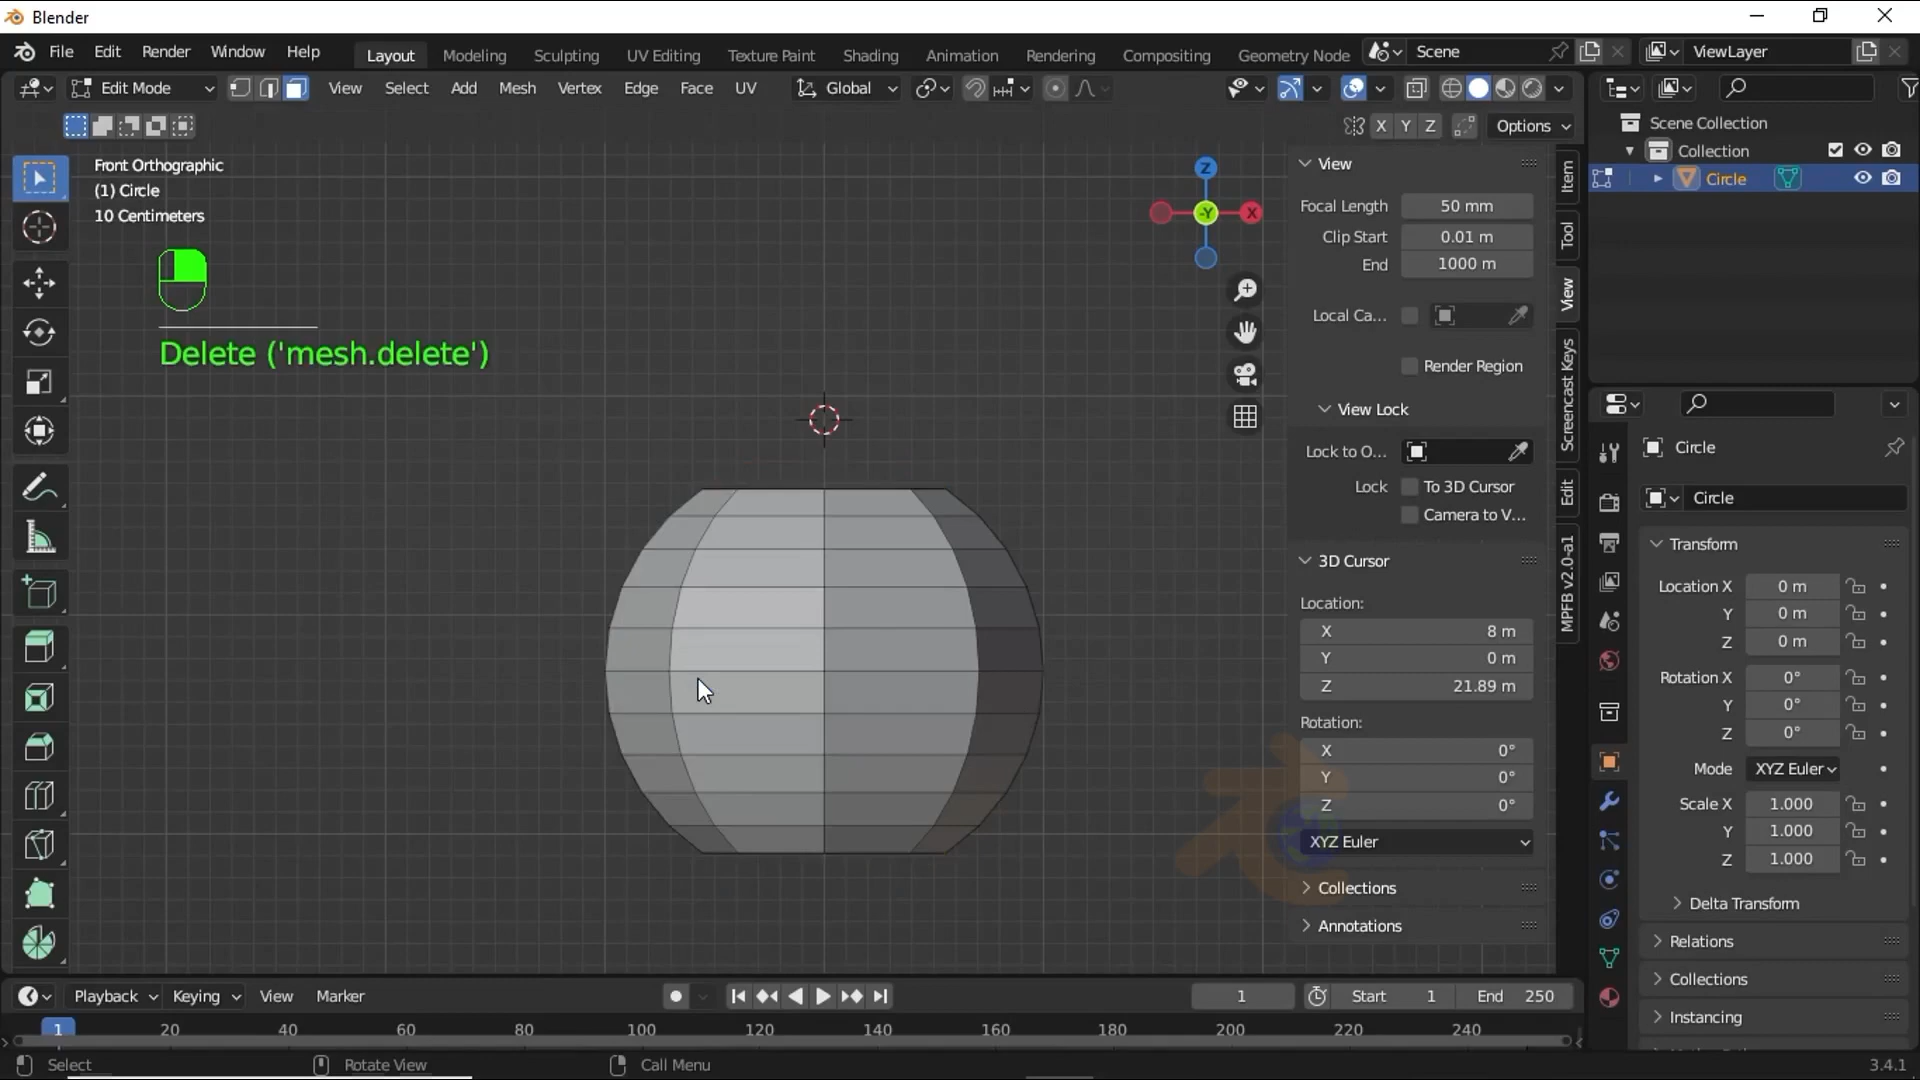 Blender
File Edit Render Window Help
Layout Modeling Sculpting UV Editing Texture Paint Shading Animation Rendering Compositing Geometry Node
Scene
ViewLayer
Edit Mode
View Select Add Mesh Vertex Edge Face UV
Global
X Y Z
Options
Front Orthographic
(1) Circle
10 Centimeters
Delete ('mesh.delete')
Z
-Y
X
View
Focal Length 50 mm
Clip Start 0.01 m
End 1000 m
Local Ca...
Render Region
View Lock
Lock to O...
Lock To 3D Cursor
Camera to V...
3D Cursor
Location:
X 8 m
Y 0 m
Z 21.89 m
Rotation:
X 0°
Y 0°
Z 0°
XYZ Euler
Collections
Annotations
Item
Tool
View
Screencast Keys
Edit
MPFB v2.0-a1
Scene Collection
Collection
Circle
Circle
Circle
Transform
Location X 0 m
Y 0 m
Z 0 m
Rotation X 0°
Y 0°
Z 0°
Mode XYZ Euler
Scale X 1.000
Y 1.000
Z 1.000
Delta Transform
Relations
Collections
Instancing
Playback Keying View Marker
1
Start 1
End 250
1 20 40 60 80 100 120 140 160 180 200 220 240
Select
Rotate View
Call Menu
3.4.1